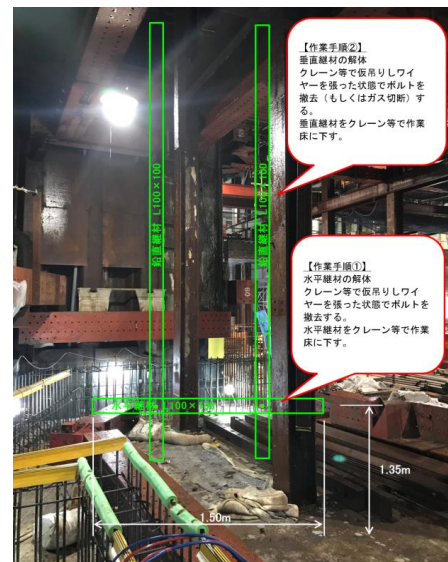 【作業手順②】
垂直継材の解体
クレーン等で仮吊りしワイ
ヤーを張った状態でボルトを
撤去（もしくはガス切断）す
る。
垂直継材をクレーン等で作業
床に下す。
鉛直継材 L100×100
鉛直継材 L100×100
【作業手順①】
水平継材の解体
クレーン等で仮吊りしワイ
ヤーを張った状態でボルトを
撤去する。
水平継材をクレーン等で作業
床に下す。
水平継材 L100×100
1.35m
1.50m